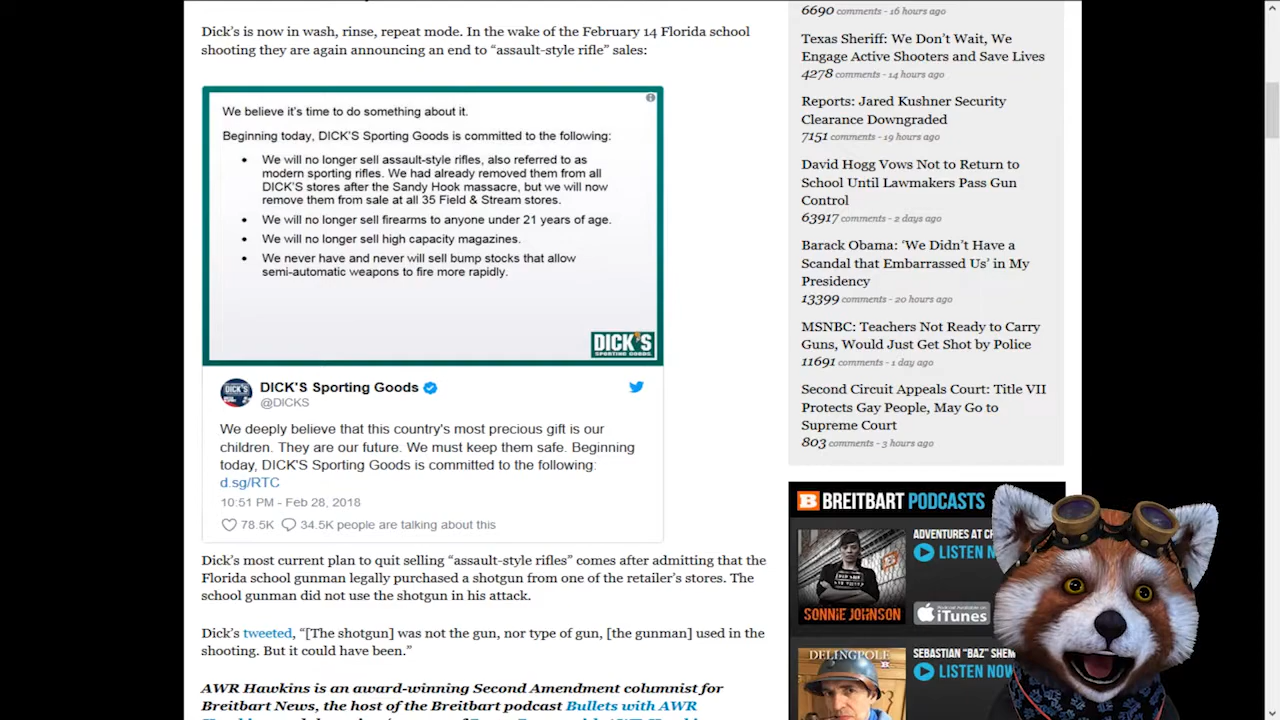 Dick's is now in wash, rinse, repeat mode. In the wake of the February 14 Florida school
shooting they are again announcing an end to “assault-style rifle” sales:
We believe it's time to do something about it.
Beginning today, DICK'S Sporting Goods is committed to the following:
• We will no longer sell assault-style rifles, also referred to as
modern sporting rifles. We had already removed them from all
DICK'S stores after the Sandy Hook massacre, but we will now
remove them from sale at all 35 Field & Stream stores.
• We will no longer sell firearms to anyone under 21 years of age.
• We will no longer sell high capacity magazines.
• We never have and never will sell bump stocks that allow
semi-automatic weapons to fire more rapidly.
DICK'S
SPORTING GOODS
DICK'S Sporting Goods
@DICKS
We deeply believe that this country's most precious gift is our
children. They are our future. We must keep them safe. Beginning
today, DICK'S Sporting Goods is committed to the following:
d.sg/RTC
10:51 PM - Feb 28, 2018
78.5K 34.5K people are talking about this
Dick's most current plan to quit selling “assault-style rifles” comes after admitting that the
Florida school gunman legally purchased a shotgun from one of the retailer's stores. The
school gunman did not use the shotgun in his attack.
Dick's tweeted, “[The shotgun] was not the gun, nor type of gun, [the gunman] used in the
shooting. But it could have been.”
AWR Hawkins is an award-winning Second Amendment columnist for
Breitbart News, the host of the Breitbart podcast Bullets with AWR
6690 comments - 16 hours ago
Texas Sheriff: We Don't Wait, We
Engage Active Shooters and Save Lives
4278 comments - 14 hours ago
Reports: Jared Kushner Security
Clearance Downgraded
7151 comments - 19 hours ago
David Hogg Vows Not to Return to
School Until Lawmakers Pass Gun
Control
63917 comments - 2 days ago
Barack Obama: ‘We Didn't Have a
Scandal that Embarrassed Us’ in My
Presidency
13399 comments - 20 hours ago
MSNBC: Teachers Not Ready to Carry
Guns, Would Just Get Shot by Police
11691 comments - 1 day ago
Second Circuit Appeals Court: Title VII
Protects Gay People, May Go to
Supreme Court
803 comments - 3 hours ago
B BREITBART PODCASTS
ADVENTURES AT
LISTEN
SONNIE JOHNSON
iTunes
DELINGPOLE
SEBASTIAN “BAZ”
LISTEN NOW